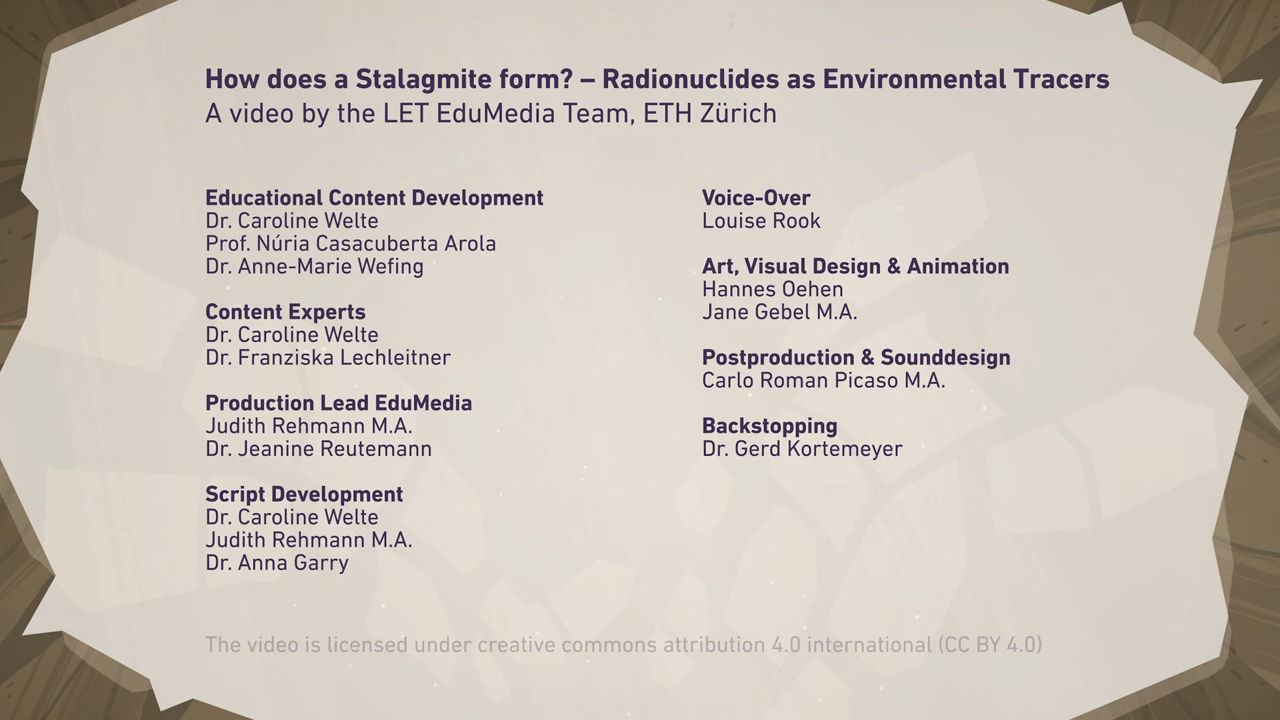 How does a Stalagmite form? – Radionuclides as Environmental Tracers
A video by the LET EduMedia Team, ETH Zürich
Educational Content Development
Dr. Caroline Welte
Prof. Núria Casacuberta Arola
Dr. Anne-Marie Wefing
Content Experts
Dr. Caroline Welte
Dr. Franziska Lechleitner
Production Lead EduMedia
Judith Rehmann M.A.
Dr. Jeanine Reutemann
Script Development
Dr. Caroline Welte
Judith Rehmann M.A.
Dr. Anna Garry
Voice-Over
Louise Rook
Art, Visual Design & Animation
Hannes Oehen
Jane Gebel M.A.
Postproduction & Sounddesign
Carlo Roman Picaso M.A.
Backstopping
Dr. Gerd Kortemeyer
The video is licensed under creative commons attribution 4.0 international (CC BY 4.0)